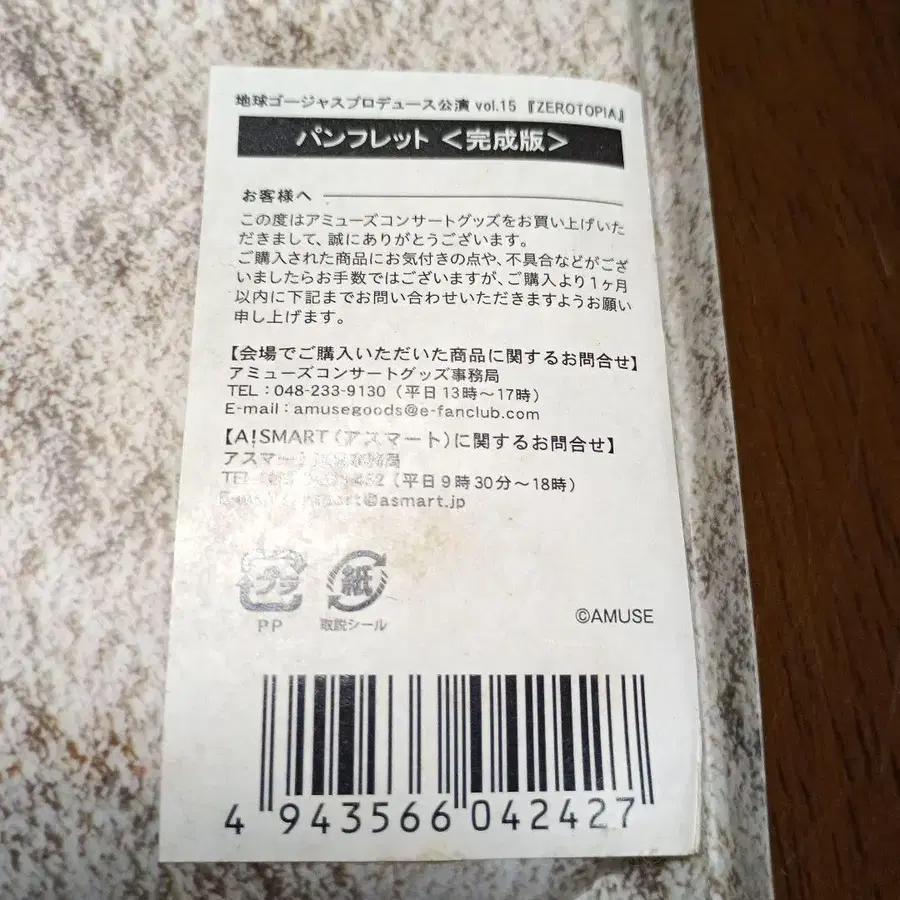 地球ゴージャスプロデュース公演 vol.15 『ZEROTOPIA』
パンフレット <完成版>
お客様へ
この度はアミューズコンサートグッズをお買い上げいた
だきまして、誠にありがとうございます。
ご購入された商品にお気付きの点や、不具合などがござ
いましたらお手数ではございますが、ご購入より1ヶ月
以内に下記までお問い合わせいただきますようお願い
申し上げます。
【会場でご購入いただいた商品に関するお問合せ】
アミューズコンサートグッズ事務局
TEL：048-233-9130（平日13時～17時）
E-mail：amusegoods@e-fanclub.com
【A!SMART（アスマート）に関するお問合せ】
アスマート
TEL（平日9時30分～18時）
E-mail @asmart.jp
プラ 紙
PP 取説シール
©AMUSE
4 943566 042427